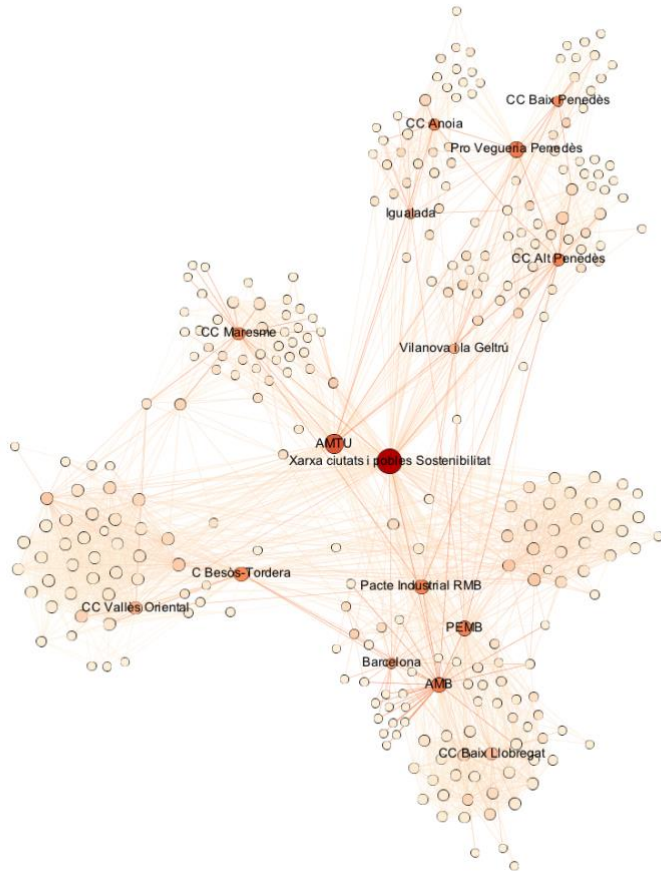 CC Baix Penedès
CC Anoia
Pro Vegueria Penedès
Igualada
CC Alt Penedès
CC Maresme
Vilanova i la Geltrú
AMTU
Xarxa ciutats i pobles Sostenibilitat
C Besòs-Tordera
Pacte Industrial RMB
CC Vallès Oriental
PEMB
Barcelona
AMB
CC Baix Llobregat